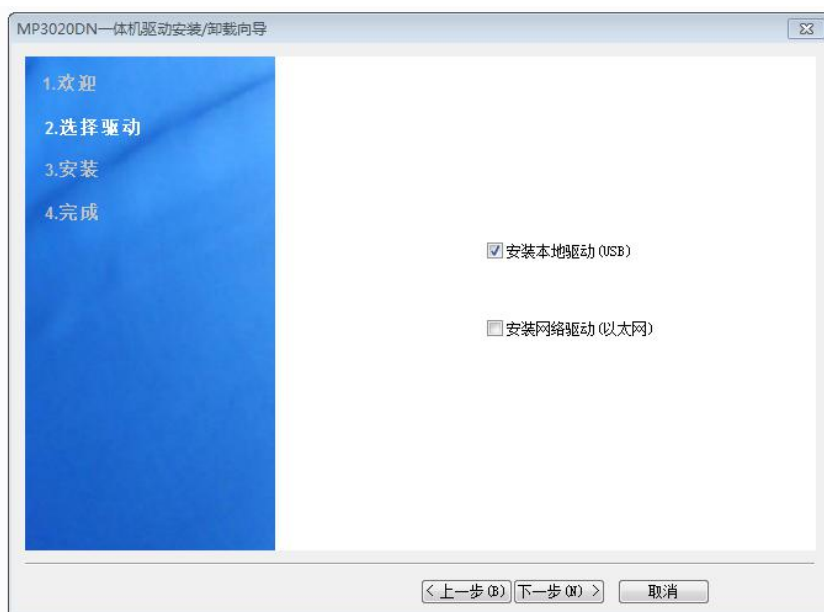 MP3020DN一体机驱动安装/卸载向导
1.欢迎
2.选择驱动
3.安装
4.完成
安装本地驱动(USB)
安装网络驱动(以太网)
< 上一步(B) 下一步(N) > 取消